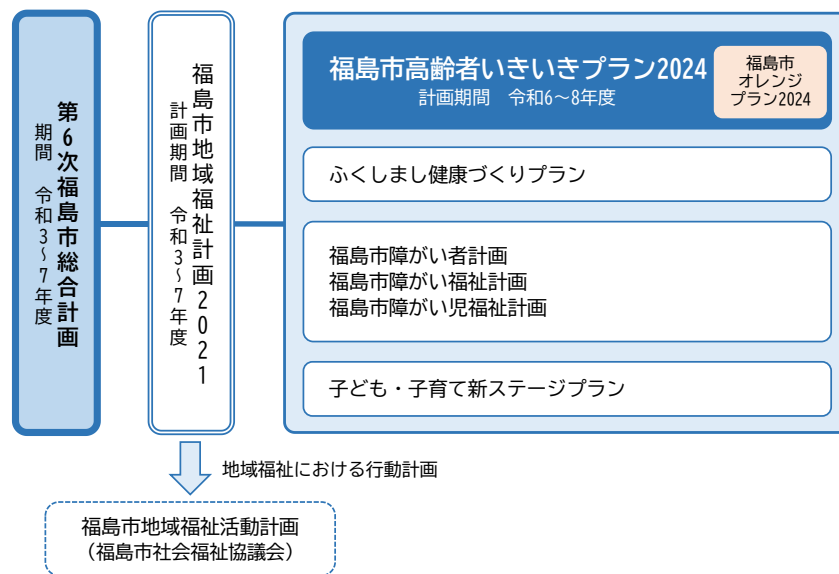 第6次福島市総合計画
期間　令和3～7年度
福島市地域福祉計画2021
計画期間　令和3～7年度
福島市高齢者いきいきプラン2024
計画期間　令和6～8年度
福島市
オレンジ
プラン2024
ふくしまし健康づくりプラン
福島市障がい者計画
福島市障がい福祉計画
福島市障がい児福祉計画
子ども・子育て新ステージプラン
地域福祉における行動計画
福島市地域福祉活動計画
（福島市社会福祉協議会）